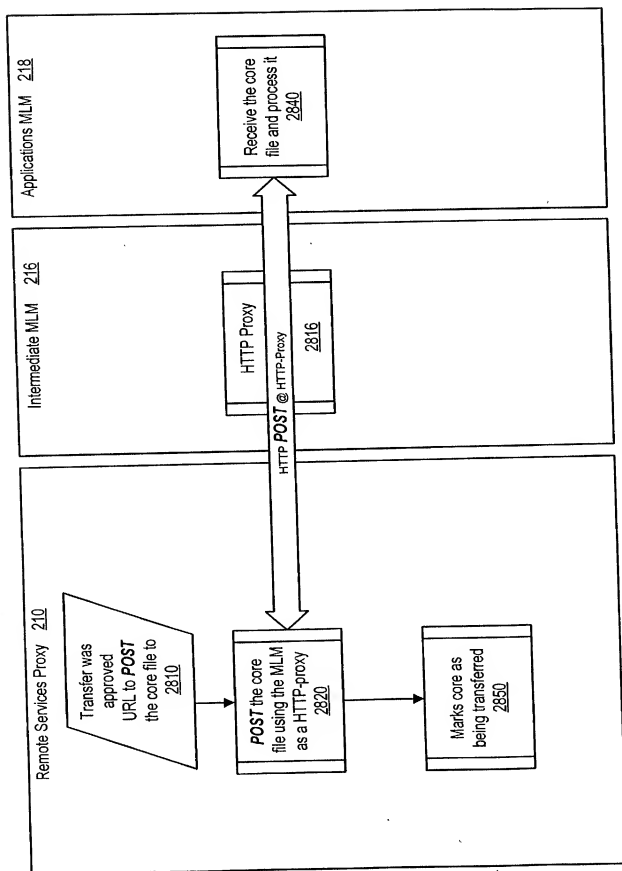 Remote Services Proxy 210
Transfer was
approved
URL to POST
the core file to
2810
POST the core
file using the MLM
as a HTTP-proxy
2820
Marks core as
being transferred
2850
Intermediate MLM 216
HTTP Proxy
HTTP POST @ HTTP-Proxy
2816
Applications MLM 218
Receive the core
file and process it
2840